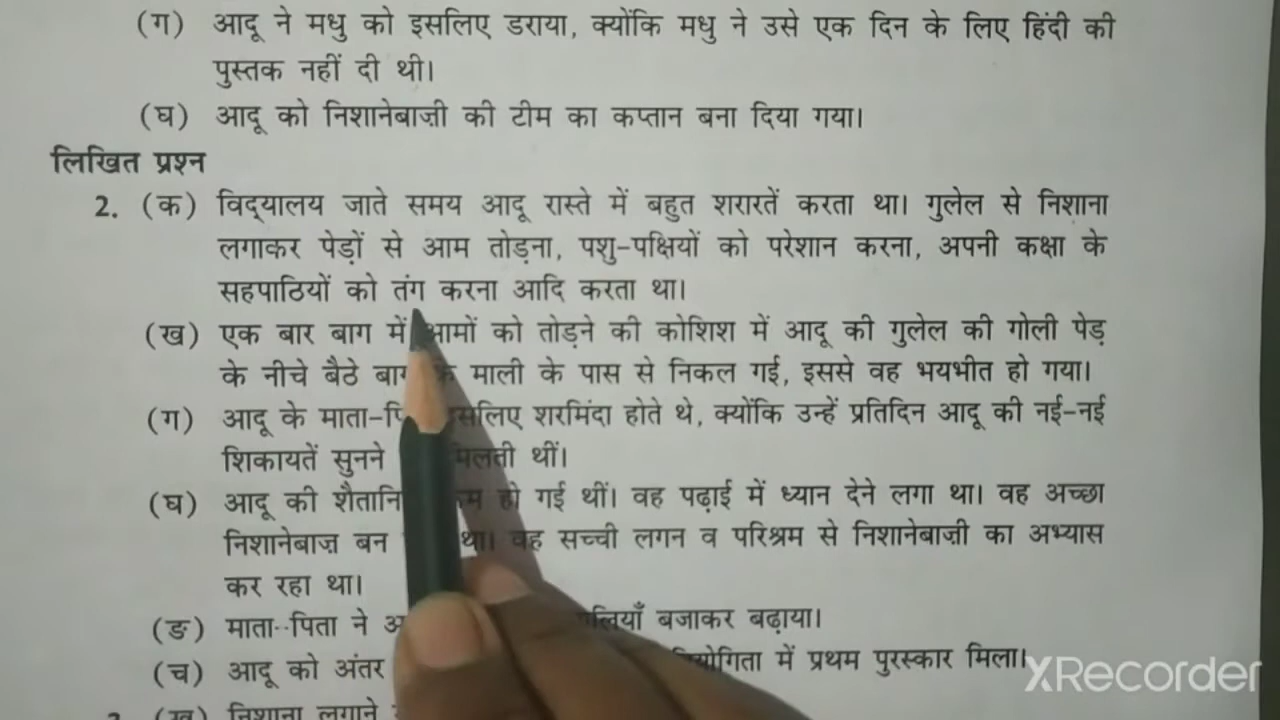 (ग) आदू ने मधु को इसलिए डराया, क्योंकि मधु ने उसे एक दिन के लिए हिंदी की
पुस्तक नहीं दी थी।
(घ) आदू को निशानेबाज़ी की टीम का कप्तान बना दिया गया।
लिखित प्रश्न
2. (क) विद्यालय जाते समय आदू रास्ते में बहुत शरारतें करता था। गुलेल से निशाना
लगाकर पेड़ों से आम तोड़ना, पशु-पक्षियों को परेशान करना, अपनी कक्षा के
सहपाठियों को तंग करना आदि करता था।
(ख) एक बार बाग में आमों को तोड़ने की कोशिश में आदू की गुलेल की गोली पेड़
के नीचे बैठे माली के पास से निकल गई, इससे वह भयभीत हो गया।
(ग) आदू के शरमिंदा होते थे, क्योंकि उन्हें प्रतिदिन आदू की नई-नई
शिकायतें सुनने मिलती थीं।
(घ) आदू की हो गई थीं। वह पढ़ाई में ध्यान देने लगा था। वह अच्छा
निशानेबाज़ बन था। वह सच्ची लगन व परिश्रम से निशानेबाज़ी का अभ्यास
कर रहा था।
(ङ) माता-पिता ने बजाकर बढ़ाया।
(च) आदू को में प्रथम पुरस्कार मिला।
(ख) निशाना लगाने
XRecorder